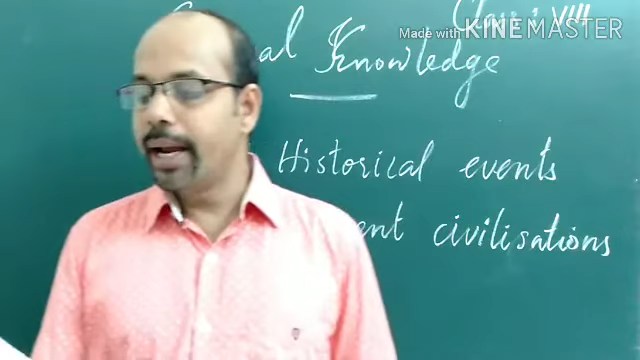 Class : VIII
Made with KINEMASTER
Knowledge
Historical events
civilisations